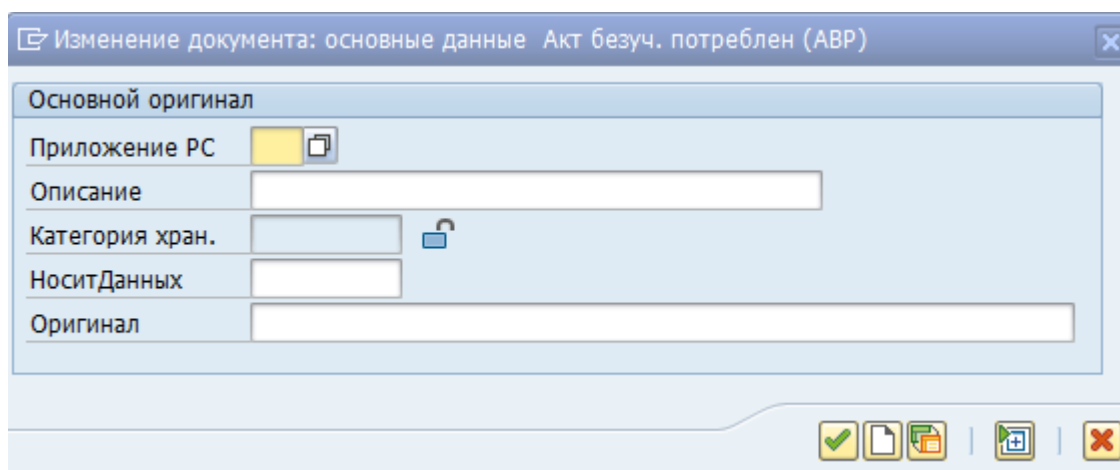 Изменение документа: основные данные Акт безуч. потреблен (АВР)
Основной оригинал
Приложение PC
Описание
Категория хран.
НоситДанных
Оригинал